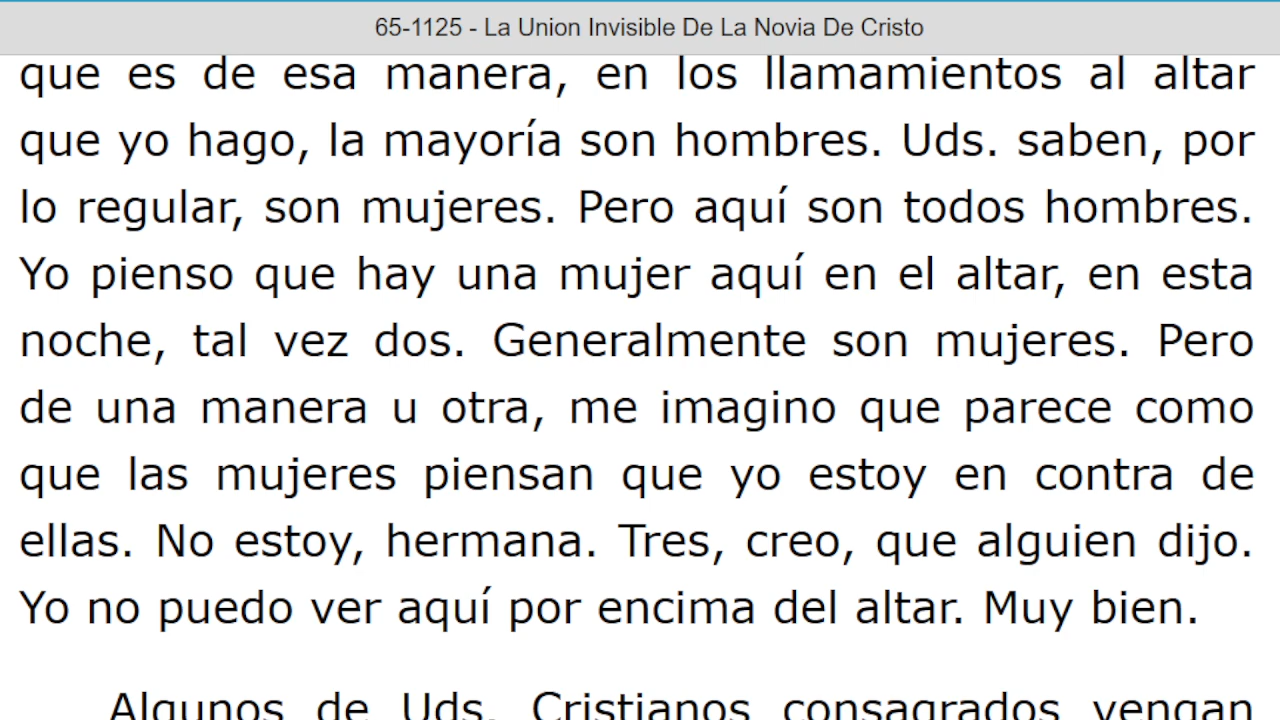 65-1125 - La Union Invisible De La Novia De Cristo
que es de esa manera, en los llamamientos al altar
que yo hago, la mayoría son hombres. Uds. saben, por
lo regular, son mujeres. Pero aquí son todos hombres.
Yo pienso que hay una mujer aquí en el altar, en esta
noche, tal vez dos. Generalmente son mujeres. Pero
de una manera u otra, me imagino que parece como
que las mujeres piensan que yo estoy en contra de
ellas. No estoy, hermana. Tres, creo, que alguien dijo.
Yo no puedo ver aquí por encima del altar. Muy bien.
Algunos de Uds. Cristianos consagrados vengan